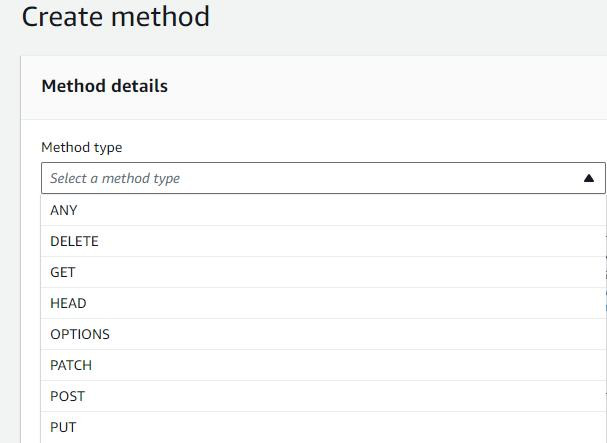 Create method
Method details
Method type
Select a method type
ANY
DELETE
GET
HEAD
OPTIONS
PATCH
POST
PUT